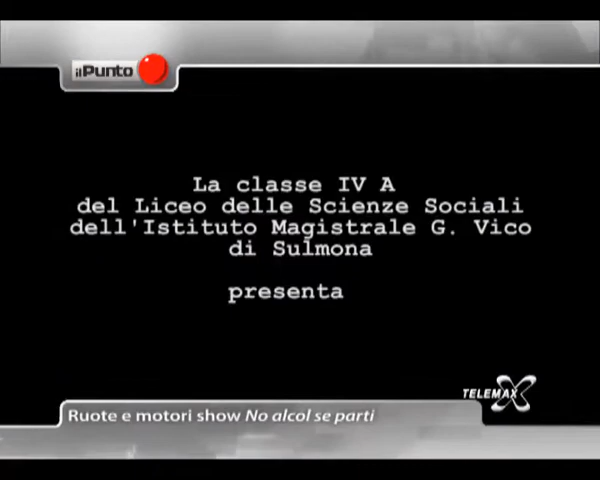 ilPunto
La classe IV A
del Liceo delle Scienze Sociali
dell'Istituto Magistrale G. Vico
di Sulmona
presenta
TELEMAX
Ruote e motori show No alcol se parti